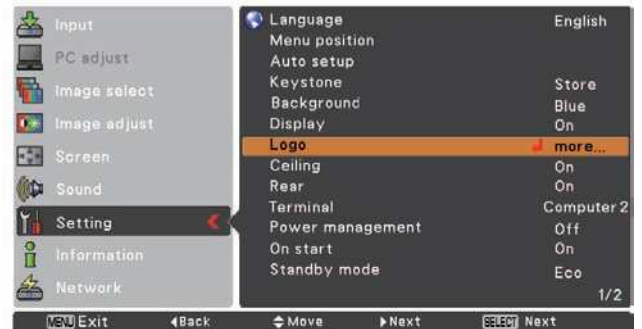 Input
PC adjust
Image select
Image adjust
Screen
Sound
Setting
Information
Network
Language English
Menu position
Auto setup
Keystone Store
Background Blue
Display On
Logo more...
Ceiling On
Rear On
Terminal Computer 2
Power management Off
On start On
Standby mode Eco
1/2
MENU Exit Back Move Next SELECT Next